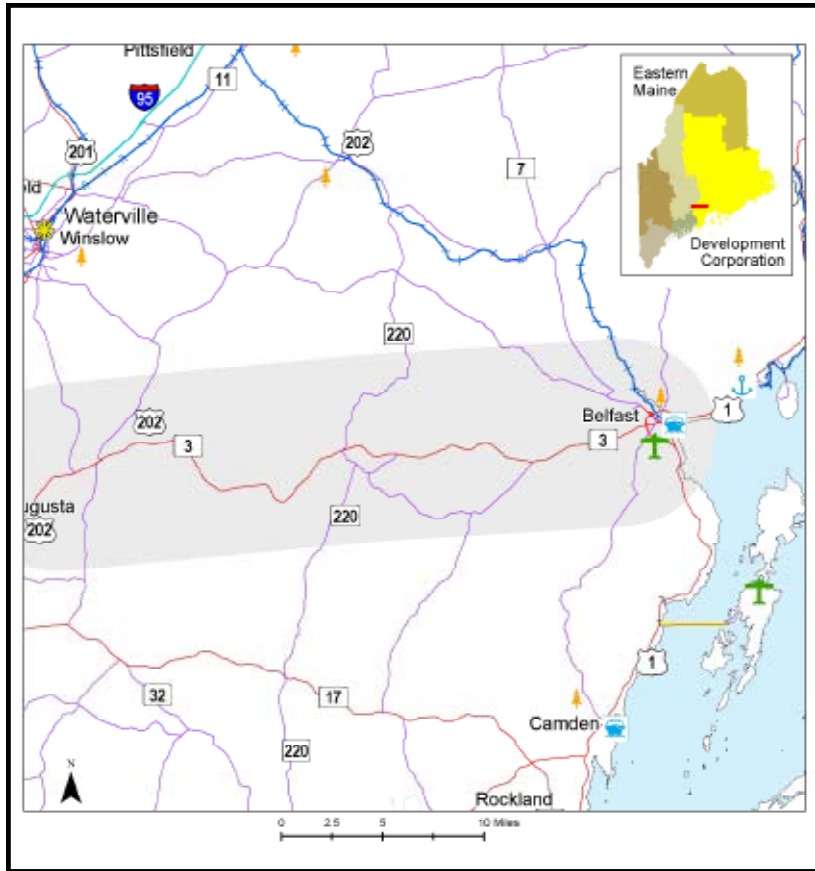 Pittsfield
95
11
201
202
7
Eastern
Maine
Development
Corporation
ld
Waterville
Winslow
220
202
3
Belfast
3
1
ugusta
202
220
1
32
17
Camden
220
N
Rockland
0 2.5 5 10 Miles